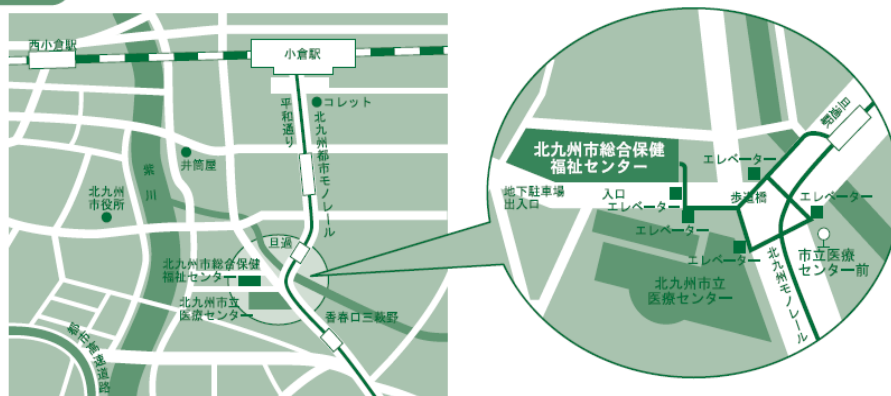 西小倉駅
小倉駅
コレット
平和通り
北九州都市モノレール
井筒屋
紫川
北九州
市役所
旦過
北九州市総合保健
福祉センター
北九州市立
医療センター
香春口三萩野
都市高速道路
旦過駅
北九州市総合保健
福祉センター
エレベーター
地下駐車場
出入口
入口
エレベーター
歩道橋
エレベーター
エレベーター
エレベーター
市立医療
センター前
北九州市立
医療センター
北九州モノレール